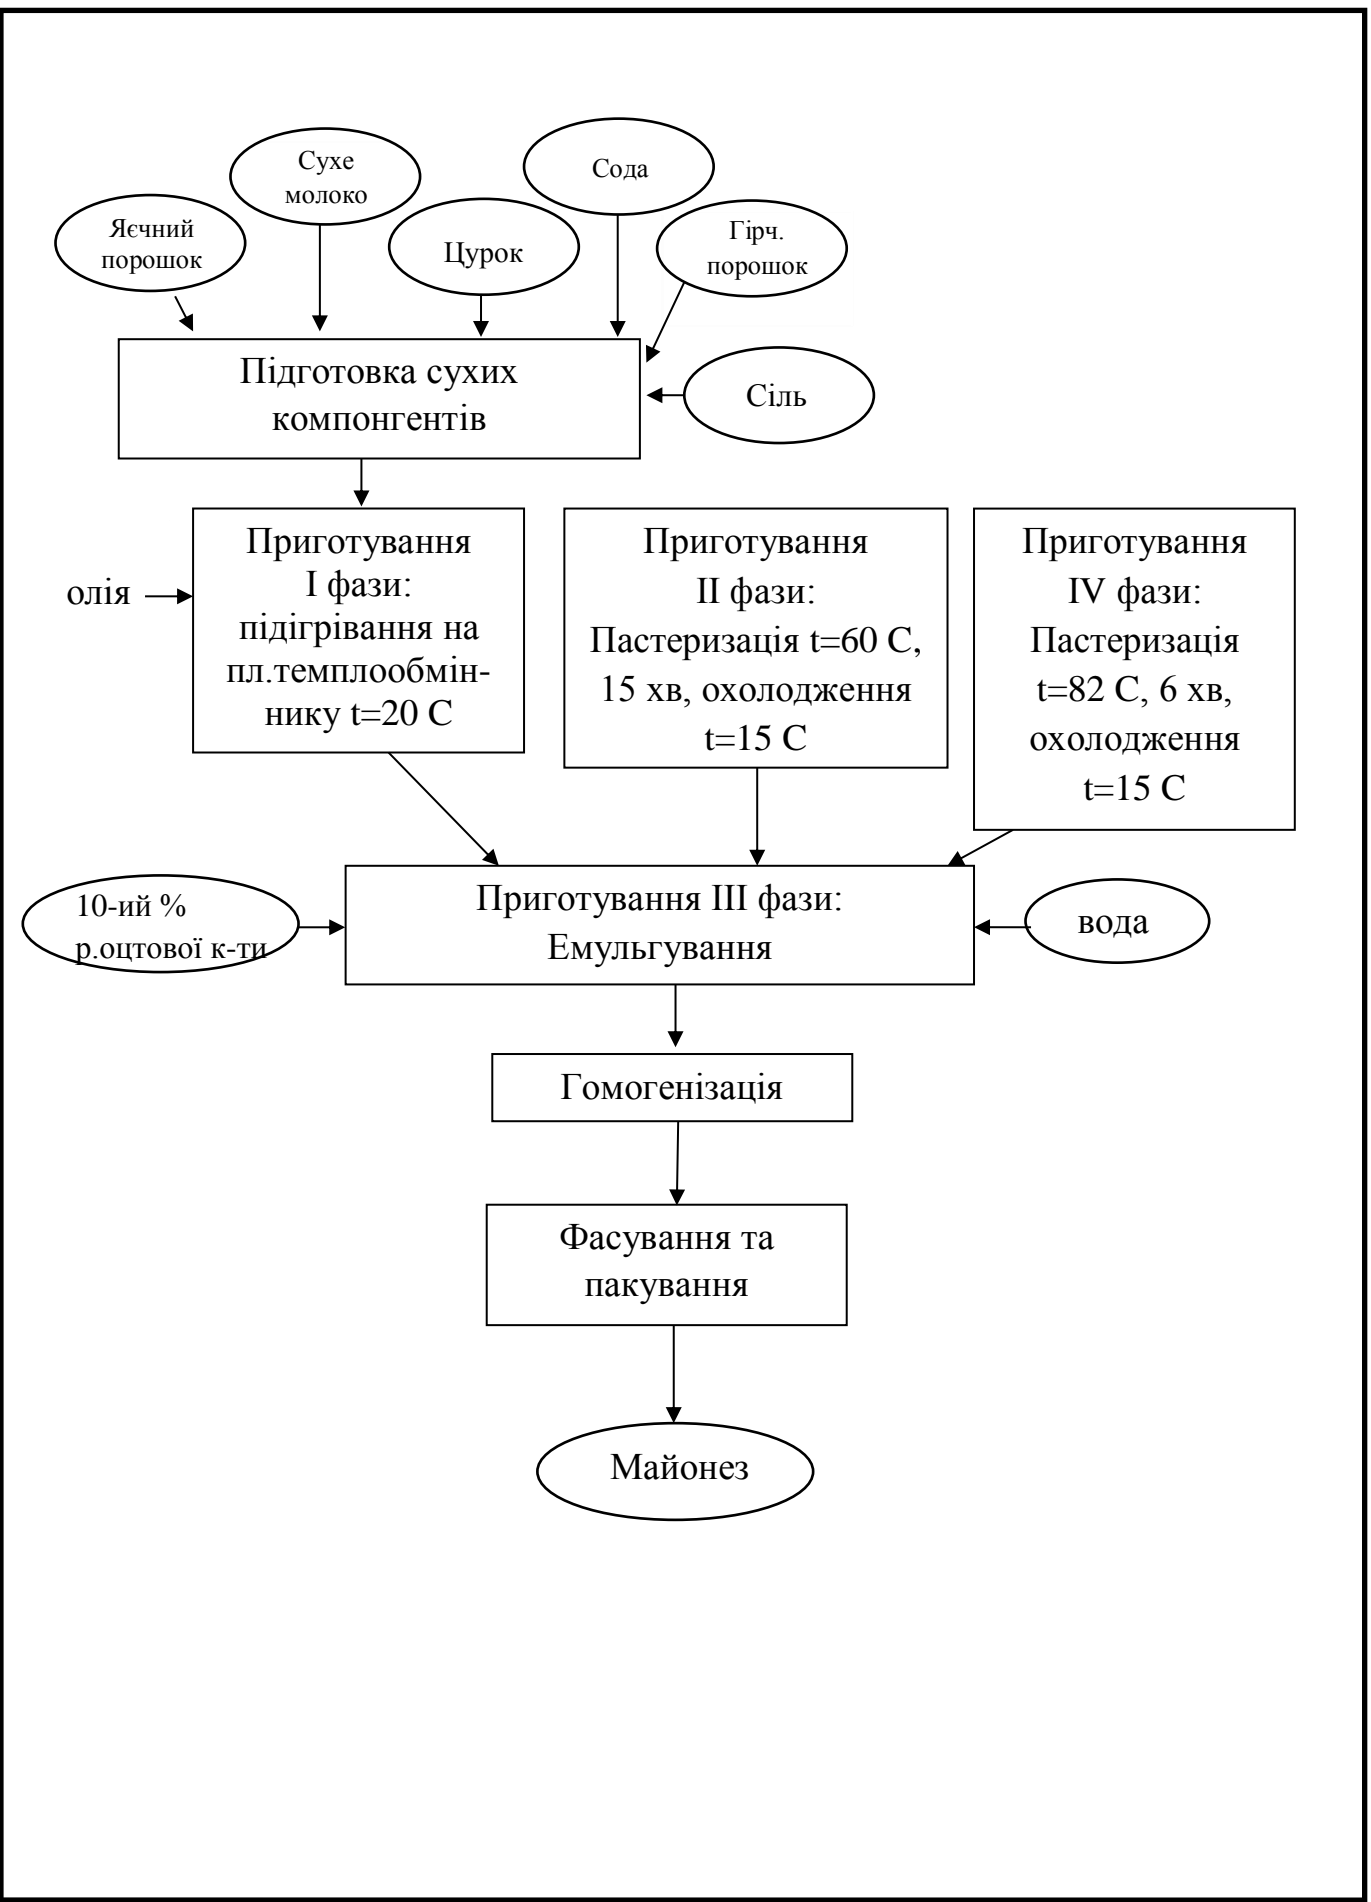 Сухе
молоко
Сода
Яєчний
порошок
Цурок
Гірч.
порошок
Підготовка сухих
компонгентів
Сіль
олія
Приготування
І фази:
підігрівання на
пл.темплообмін-
нику t=20 С
Приготування
ІІ фази:
Пастеризація t=60 С,
15 хв, охолодження
t=15 С
Приготування
IV фази:
Пастеризація
t=82 С, 6 хв,
охолодження
t=15 С
10-ий %
р.оцтової к-ти
Приготування ІІІ фази:
Емульгування
вода
Гомогенізація
Фасування та
пакування
Майонез